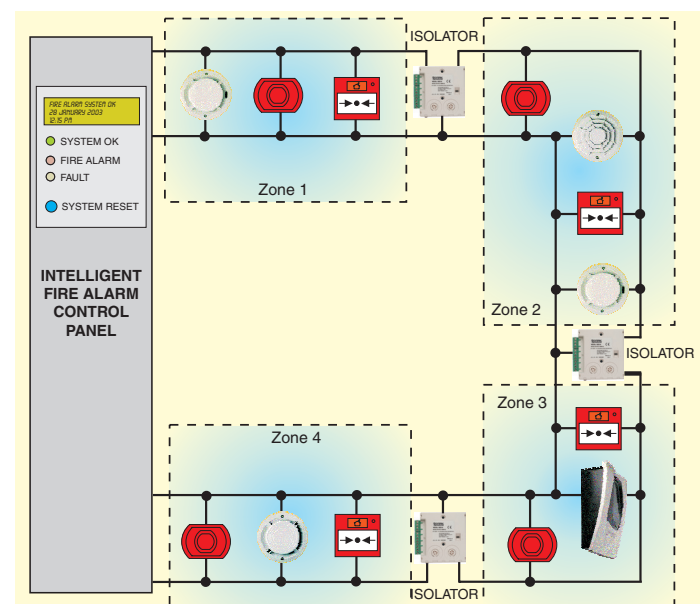 ISOLATOR
FIRE ALARM SYSTEM OK
28 JANUARY 2003
12:15 PM
SYSTEM OK
FIRE ALARM
FAULT
SYSTEM RESET
Zone 1
INTELLIGENT
FIRE ALARM
CONTROL
PANEL
Zone 2
ISOLATOR
Zone 3
Zone 4
ISOLATOR